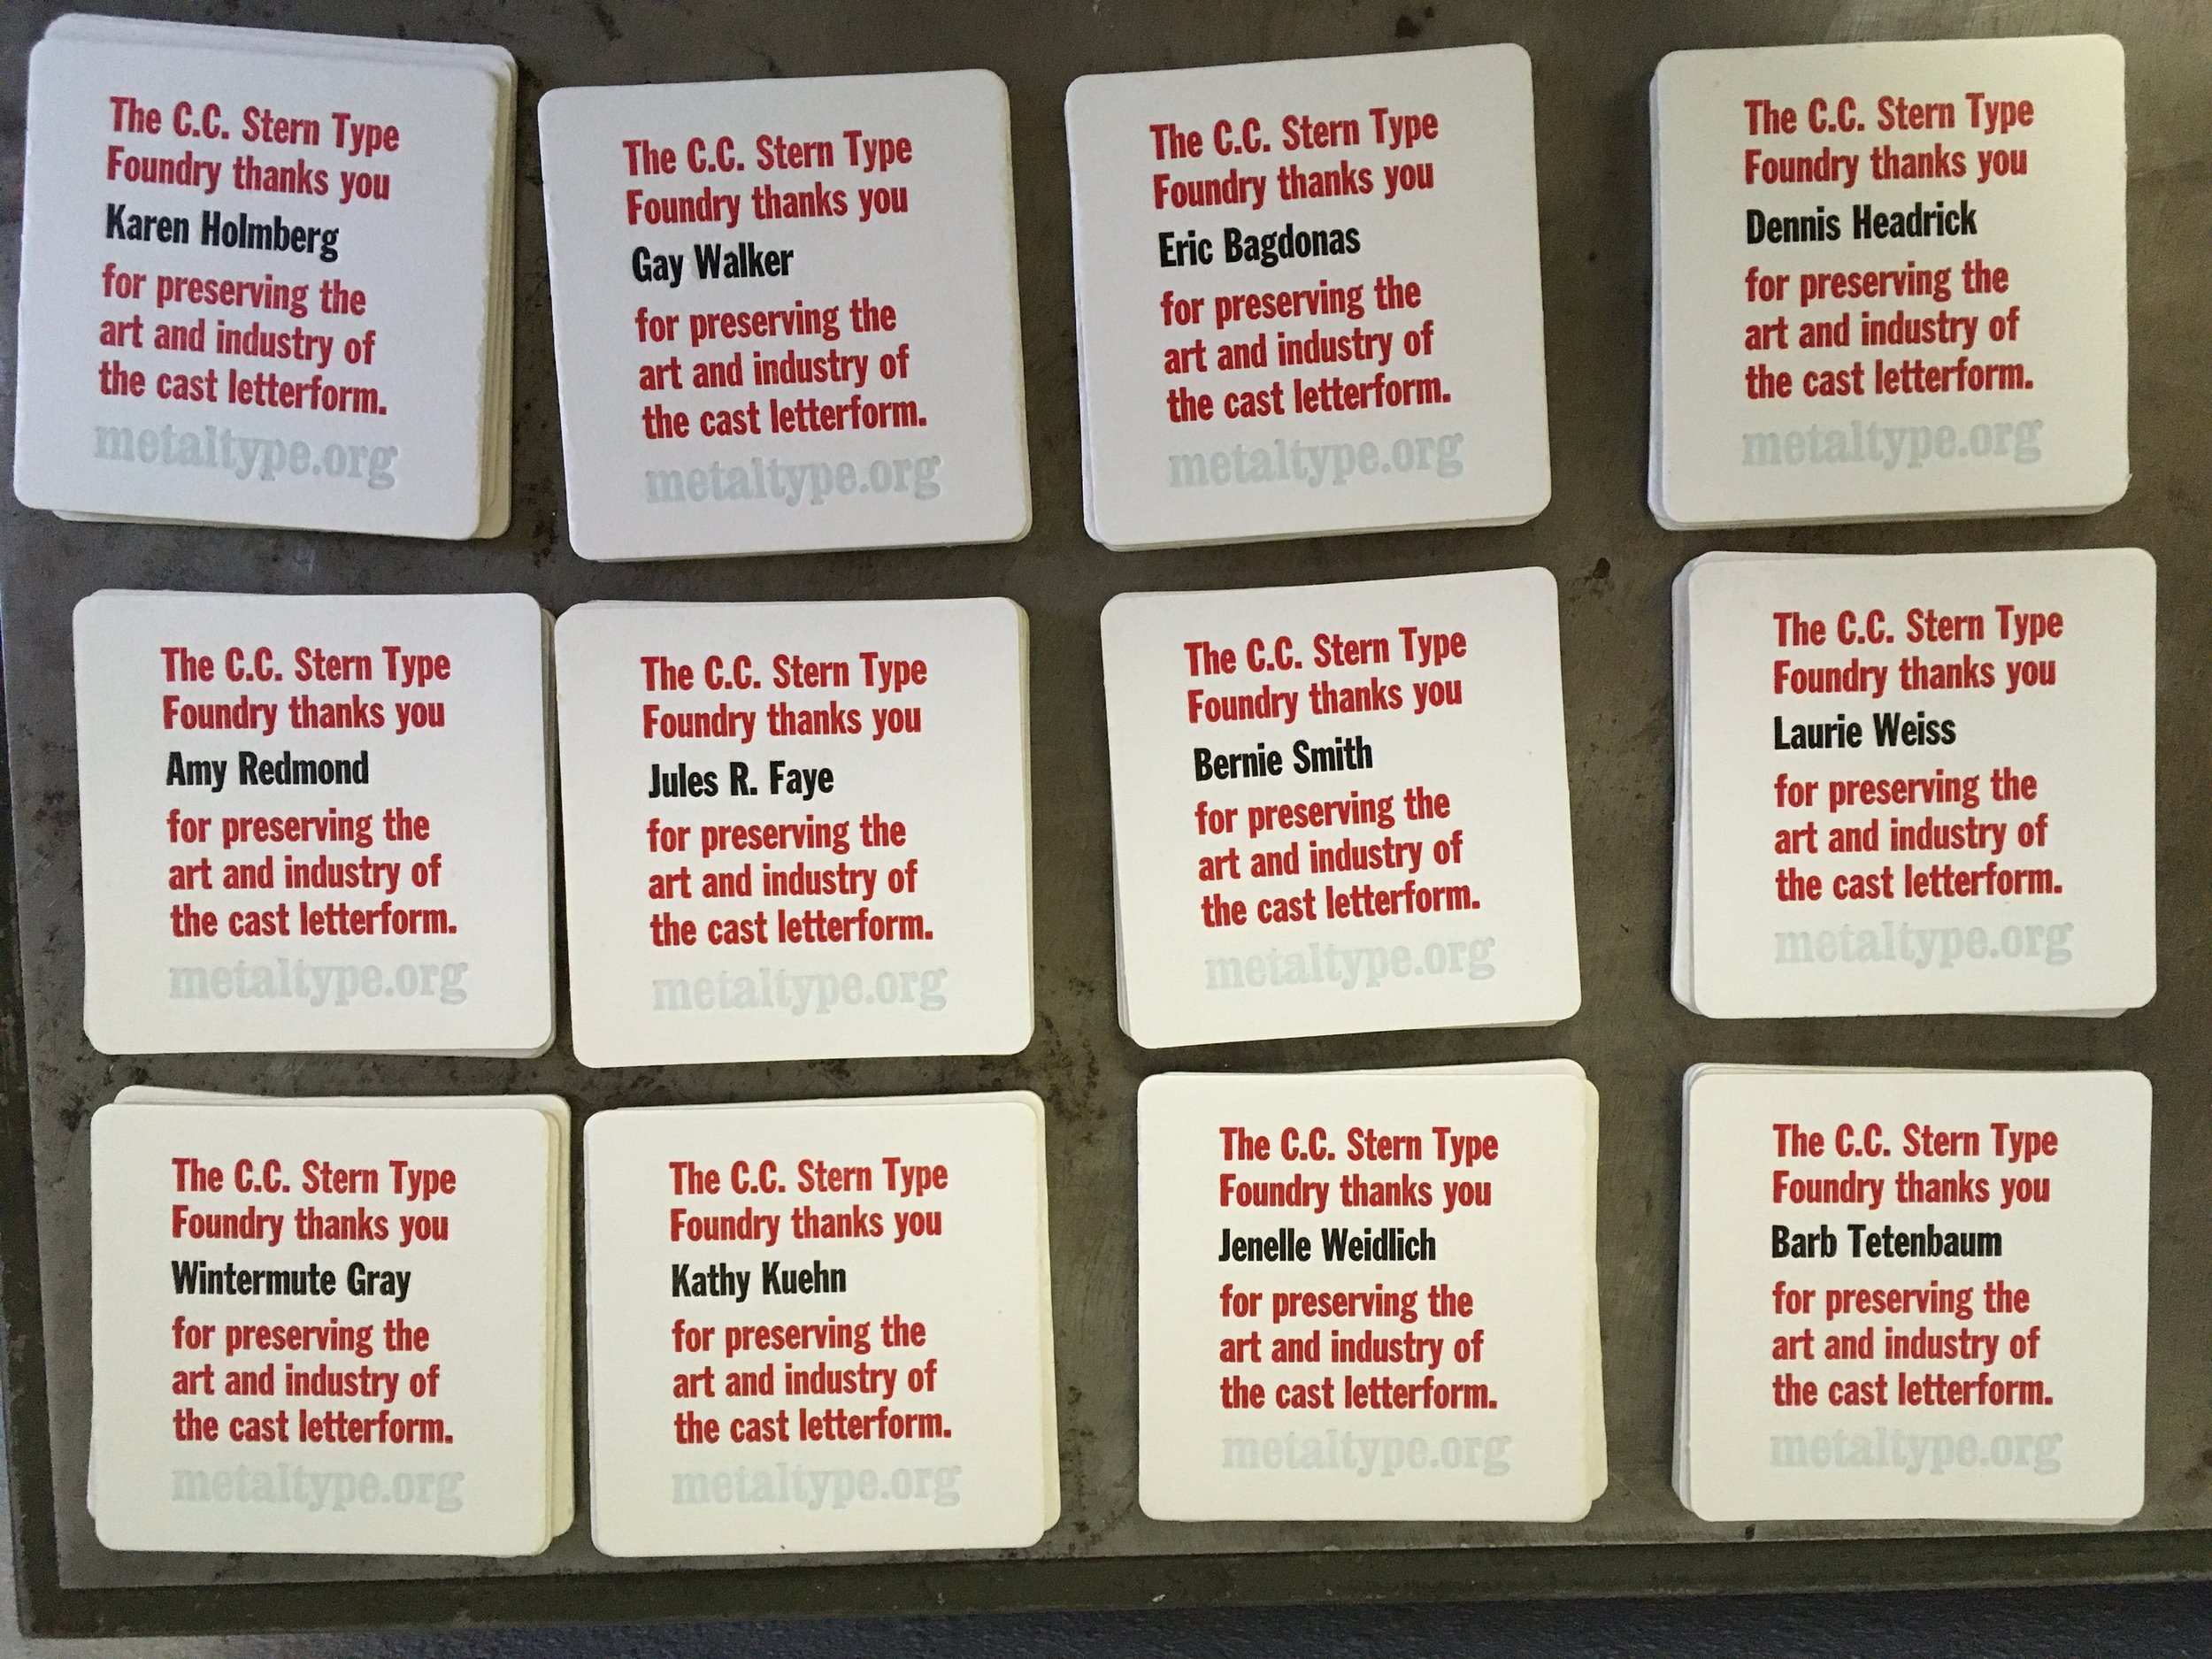 The C.C. Stern Type
Foundry thanks you
Karen Holmberg
for preserving the
art and industry of
the cast letterform.
metaltype.org
The C.C. Stern Type
Foundry thanks you
Gay Walker
for preserving the
art and industry of
the cast letterform.
metaltype.org
The C.C. Stern Type
Foundry thanks you
Eric Bagdonas
for preserving the
art and industry of
the cast letterform.
metaltype.org
The C.C. Stern Type
Foundry thanks you
Dennis Headrick
for preserving the
art and industry of
the cast letterform.
metaltype.org
The C.C. Stern Type
Foundry thanks you
Amy Redmond
for preserving the
art and industry of
the cast letterform.
metaltype.org
The C.C. Stern Type
Foundry thanks you
Jules R. Faye
for preserving the
art and industry of
the cast letterform.
metaltype.org
The C.C. Stern Type
Foundry thanks you
Bernie Smith
for preserving the
art and industry of
the cast letterform.
metaltype.org
The C.C. Stern Type
Foundry thanks you
Laurie Weiss
for preserving the
art and industry of
the cast letterform.
metaltype.org
The C.C. Stern Type
Foundry thanks you
Wintermute Gray
for preserving the
art and industry of
the cast letterform.
metaltype.org
The C.C. Stern Type
Foundry thanks you
Kathy Kuehn
for preserving the
art and industry of
the cast letterform.
metaltype.org
The C.C. Stern Type
Foundry thanks you
Jenelle Weidlich
for preserving the
art and industry of
the cast letterform.
metaltype.org
The C.C. Stern Type
Foundry thanks you
Barb Tetenbaum
for preserving the
art and industry of
the cast letterform.
metaltype.org